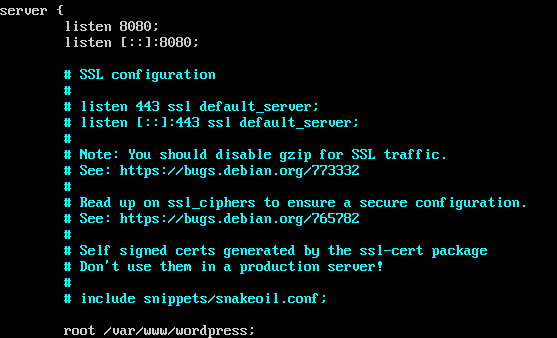 server {
listen 8080;
listen [::]:8080;
# SSL configuration
#
# listen 443 ssl default_server;
# listen [::]:443 ssl default_server;
#
# Note: You should disable gzip for SSL traffic.
# See: https://bugs.debian.org/773332
#
# Read up on ssl_ciphers to ensure a secure configuration.
# See: https://bugs.debian.org/765782
#
# Self signed certs generated by the ssl-cert package
# Don't use them in a production server!
#
# include snippets/snakeoil.conf;
root /var/www/wordpress;